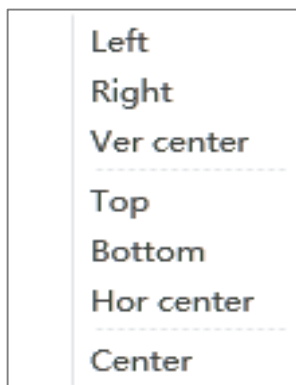 Left
Right
Ver center
Top
Bottom
Hor center
Center